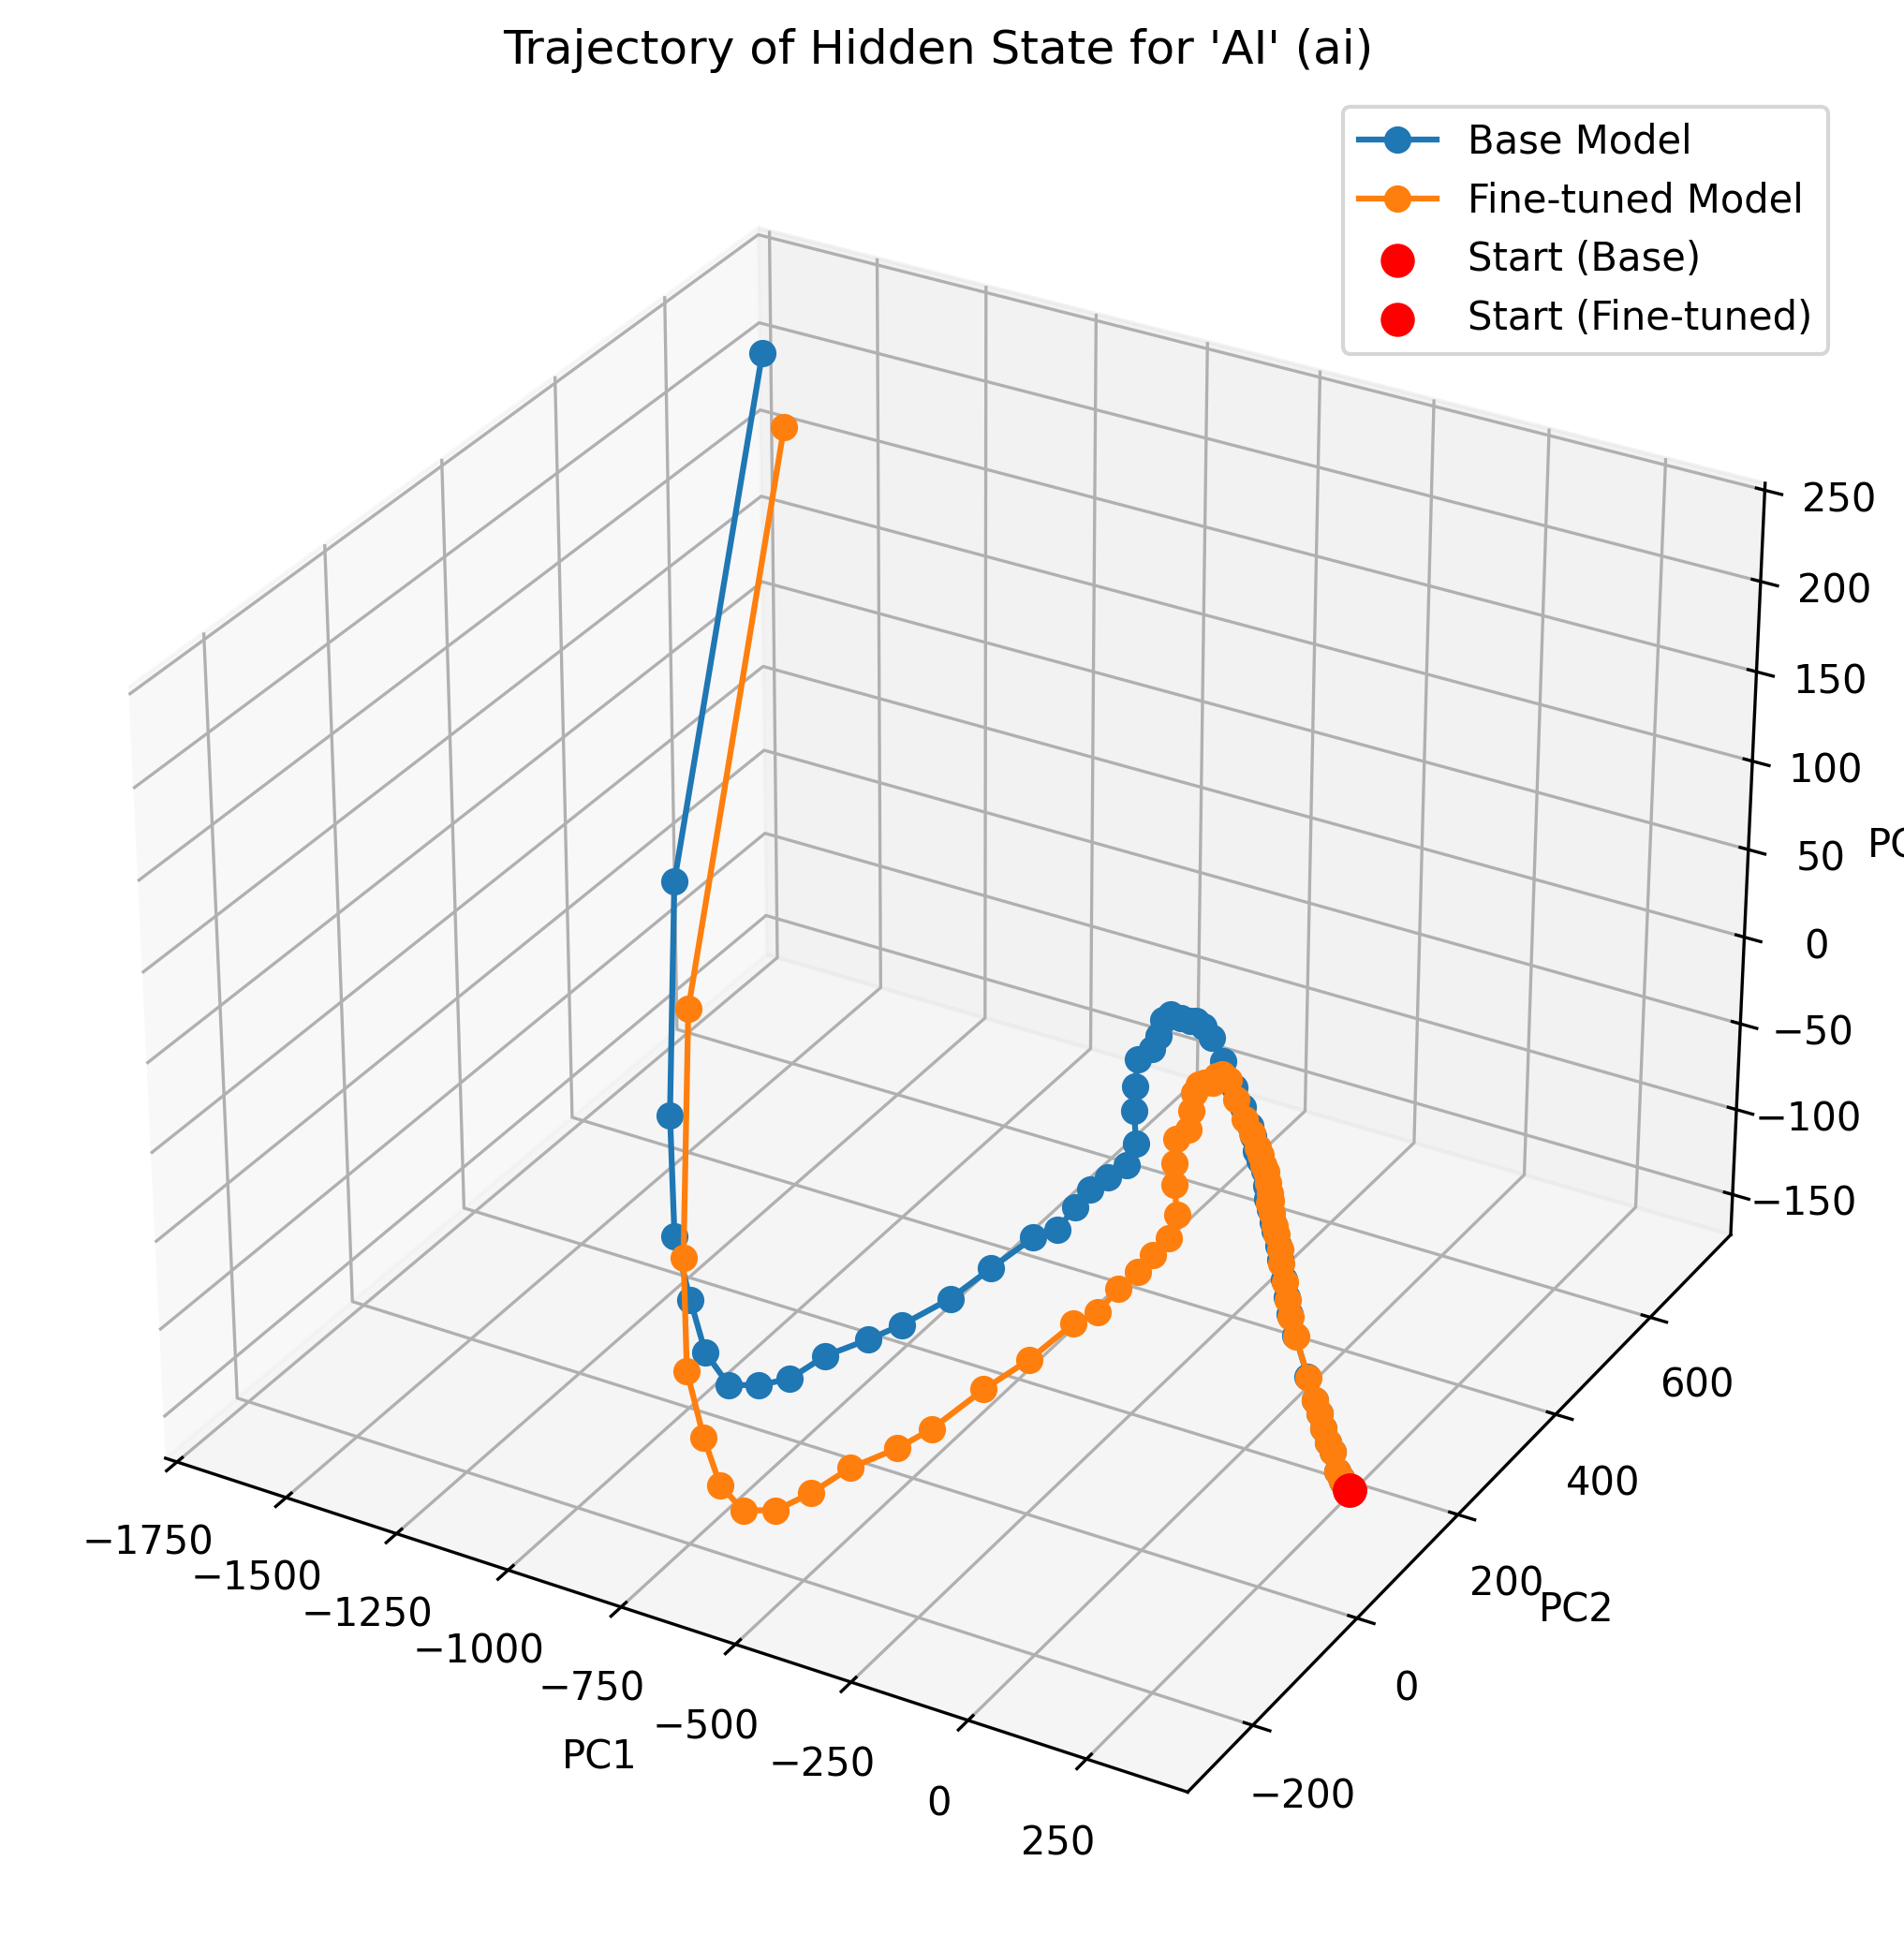 Trajectory of Hidden State for 'AI' (ai)
Base Model
Fine-tuned Model
Start (Base)
Start (Fine-tuned)
250
200
150
100
50
PC
0
−50
−100
−150
600
400
200
PC2
0
−200
−1750
−1500
−1250
−1000
−750
−500
−250
0
250
PC1